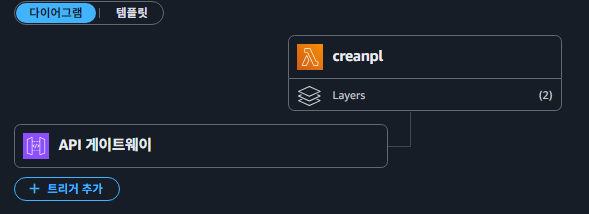 다이어그램 템플릿
creanpl
Layers (2)
API 게이트웨이
+ 트리거 추가